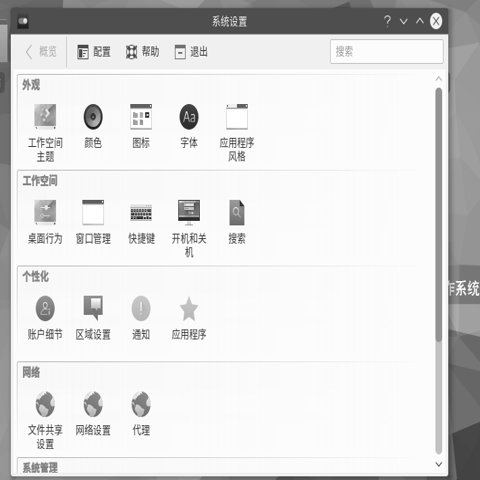 系统设置
概览 配置 帮助 退出 搜索
外观
工作空间主题 颜色 图标 字体 应用程序风格
工作空间
桌面行为 窗口管理 快捷键 开机和关机 搜索
个性化
账户细节 区域设置 通知 应用程序
网络
文件共享设置 网络设置 代理
系统管理
作系统